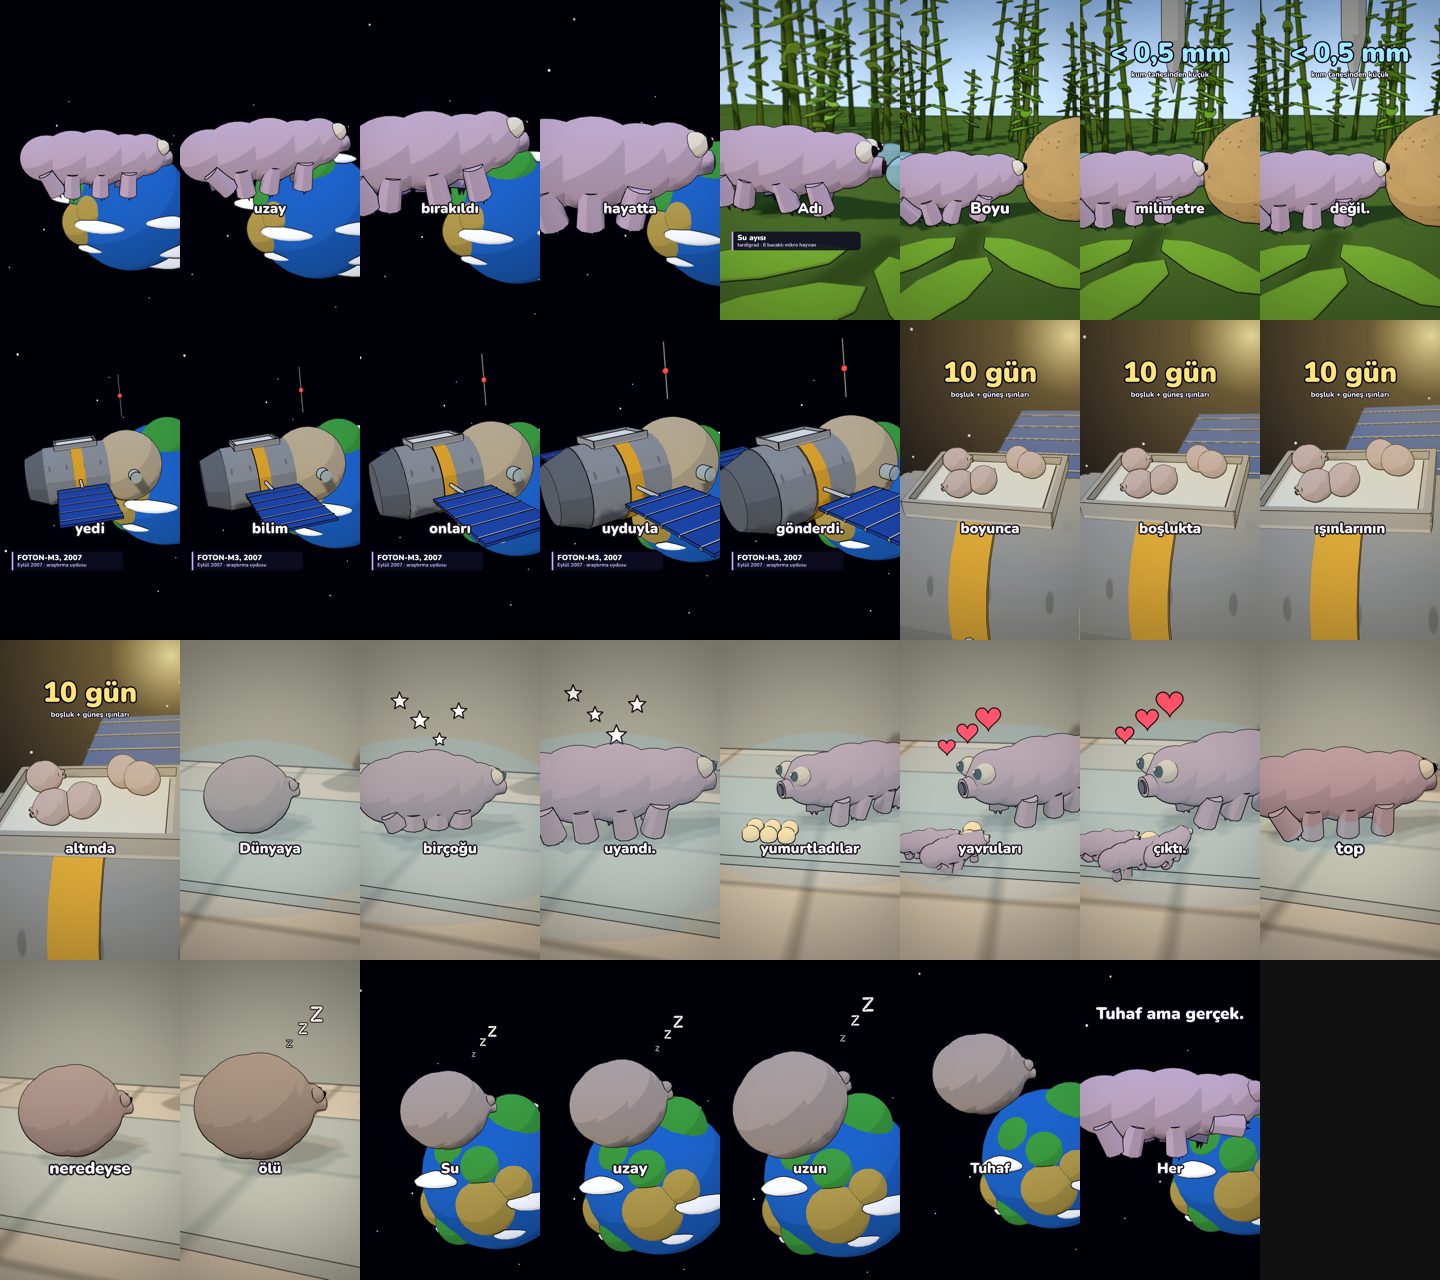 uzay
bırakıldı
hayatta
Adı
Su ayısı
tardigrad · 8 bacaklı mikro hayvan
Boyu
< 0,5 mm
kum tanesinden küçük
milimetre
< 0,5 mm
kum tanesinden küçük
değil.
yedi
FOTON-M3, 2007
Eylül 2007 · araştırma uydusu
bilim
FOTON-M3, 2007
Eylül 2007 · araştırma uydusu
onları
FOTON-M3, 2007
Eylül 2007 · araştırma uydusu
uyduyla
FOTON-M3, 2007
Eylül 2007 · araştırma uydusu
gönderdi.
FOTON-M3, 2007
Eylül 2007 · araştırma uydusu
10 gün
boşluk + güneş ışınları
boyunca
10 gün
boşluk + güneş ışınları
boşlukta
10 gün
boşluk + güneş ışınları
ışınlarının
10 gün
boşluk + güneş ışınları
altında
Dünyaya
birçoğu
uyandı.
yumurtladılar
yavruları
çıktı.
top
neredeyse
z z Z
ölü
z z Z
Su
z z Z
uzay
z z Z
uzun
Tuhaf
Tuhaf ama gerçek.
Her